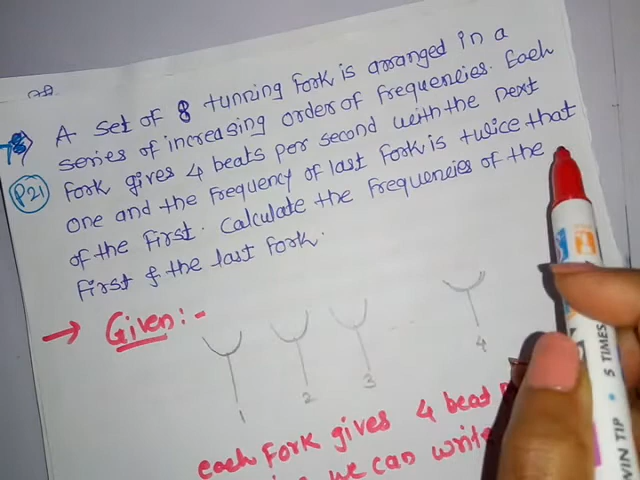 A set of 8 tunning fork is arranged in a
series of increasing order of frequencies. Each
P21 fork gives 4 beats per second with the next
one and the frequency of last fork is twice that
of the first. Calculate the frequencies of the
first & the last fork.
→ Given:-
1 2 3 4
each fork gives 4 beat
we can write
5 TIMES
WIN TIP